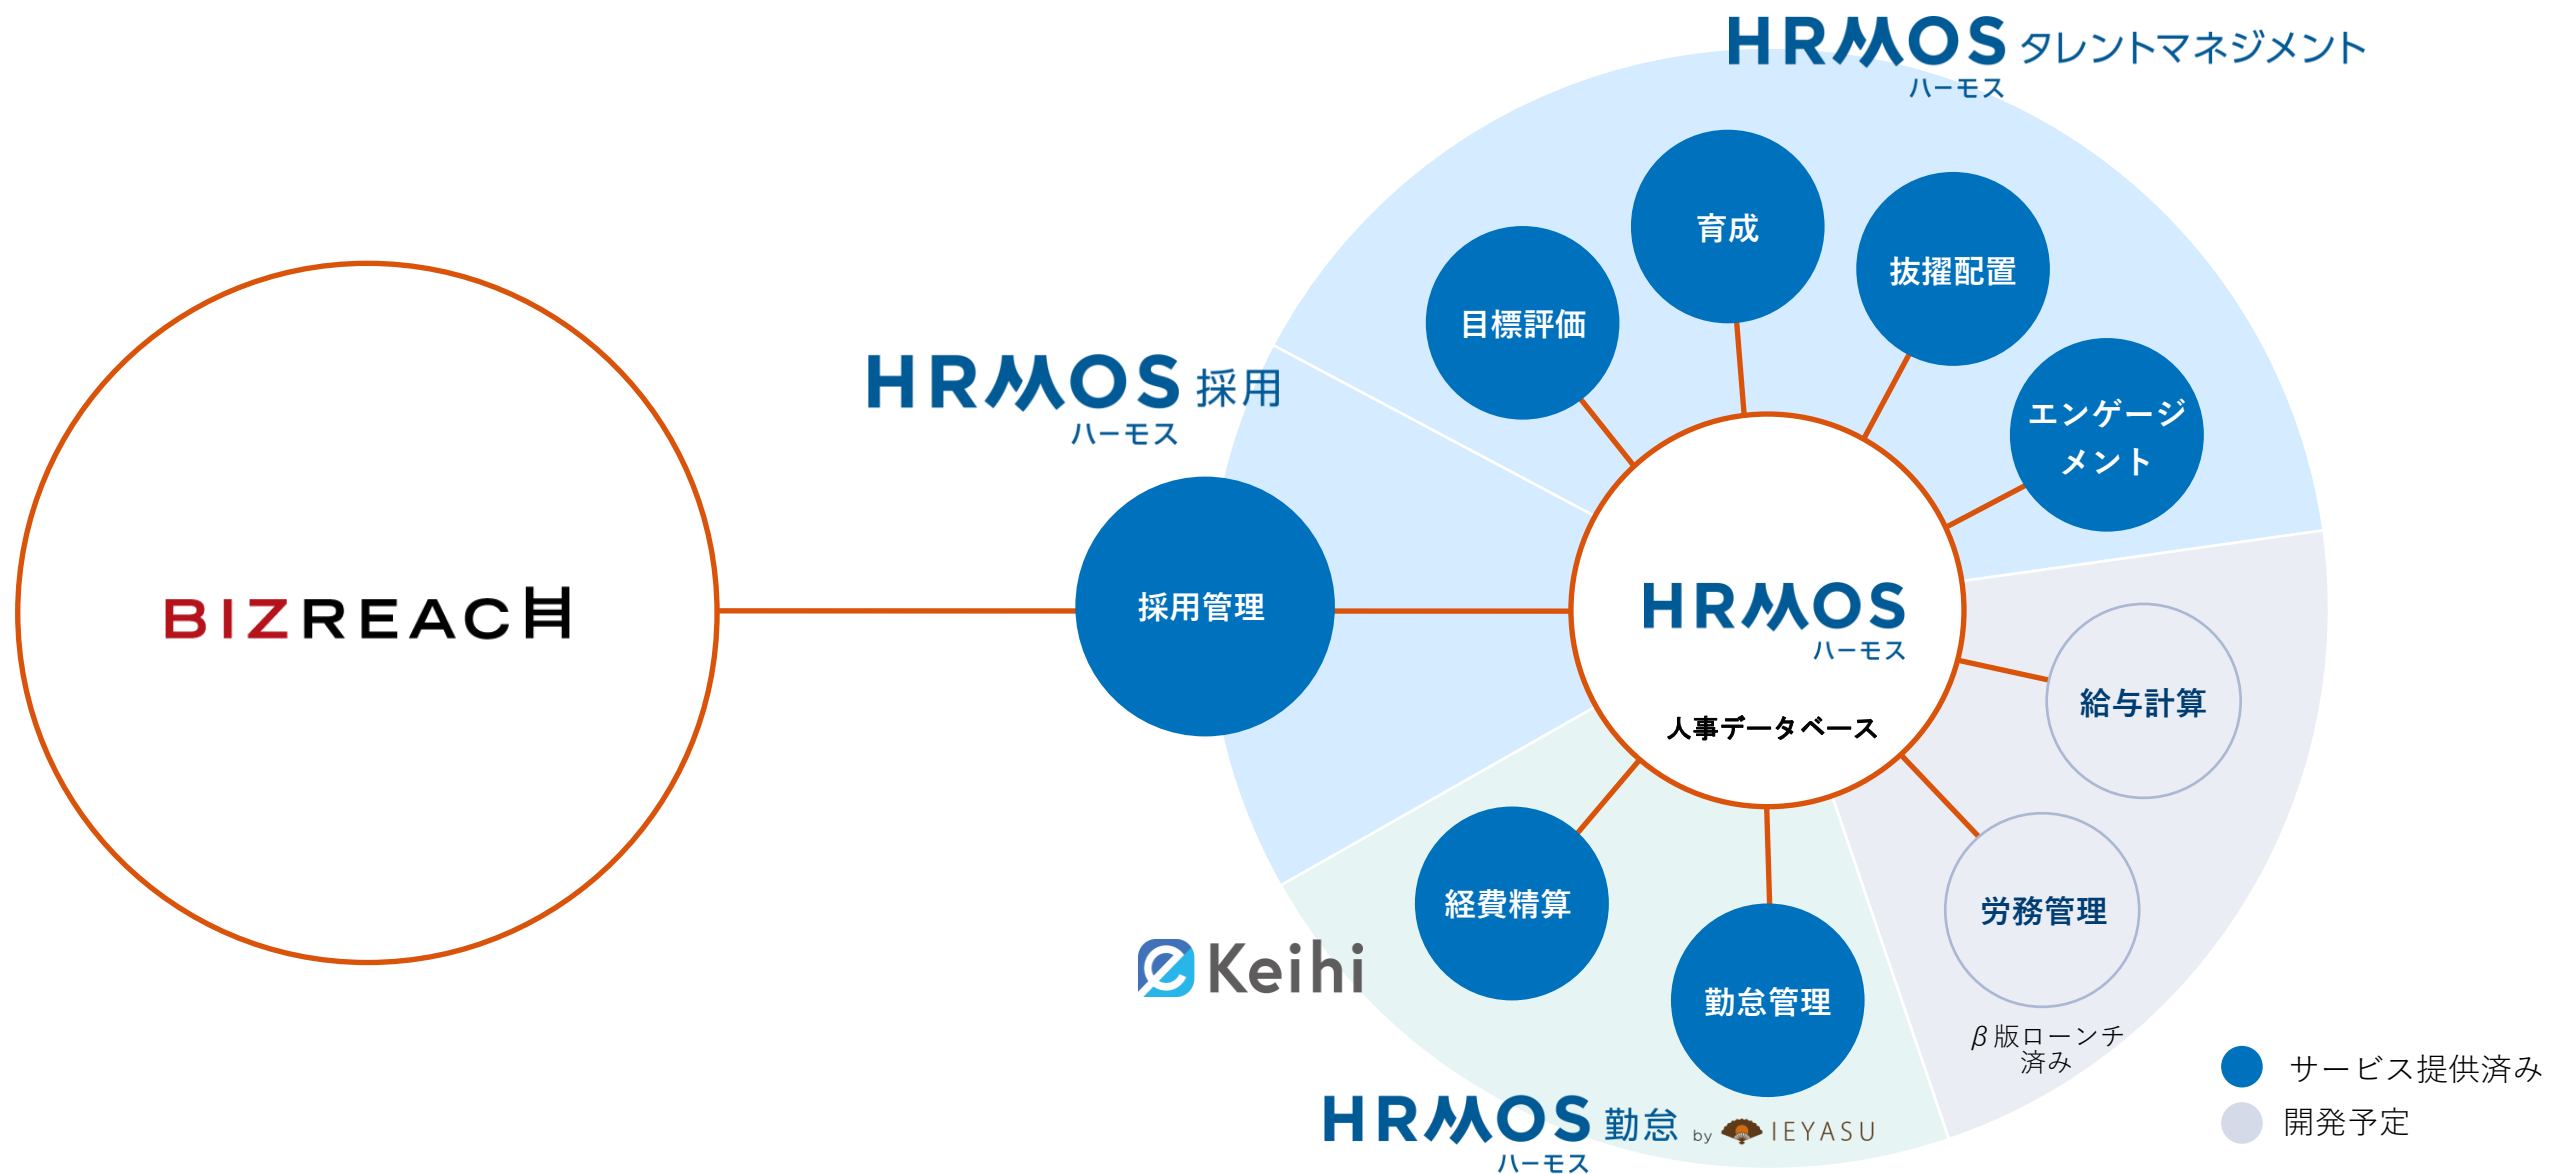 HRMOS タレントマネジメント
ハーモス
育成
抜擢配置
目標評価
エンゲージ
メント
HRMOS 採用
ハーモス
BIZREACH
採用管理
HRMOS
ハーモス
人事データベース
給与計算
経費精算
労務管理
Keihi
勤怠管理
β版ローンチ
済み
HRMOS 勤怠 by IEYASU
ハーモス
サービス提供済み
開発予定